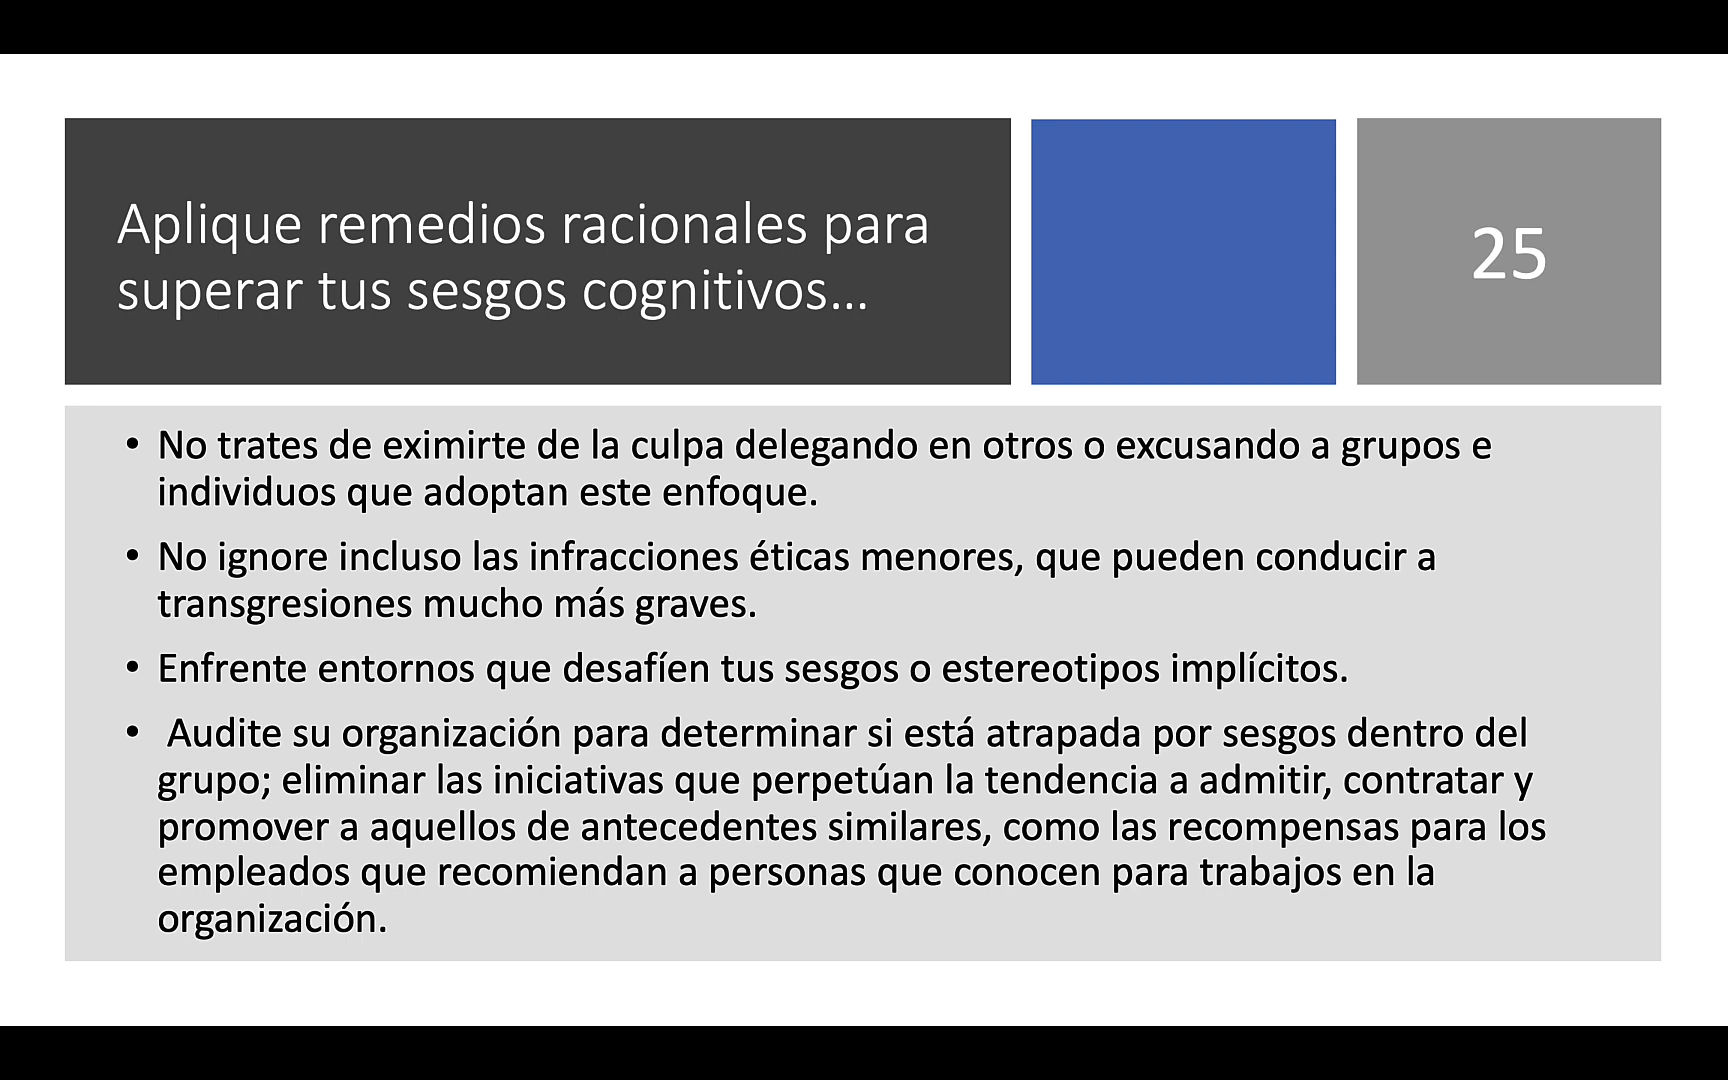 Aplique remedios racionales para
superar tus sesgos cognitivos...
25
• No trates de eximirte de la culpa delegando en otros o excusando a grupos e
individuos que adoptan este enfoque.
• No ignore incluso las infracciones éticas menores, que pueden conducir a
transgresiones mucho más graves.
• Enfrente entornos que desafíen tus sesgos o estereotipos implícitos.
• Audite su organización para determinar si está atrapada por sesgos dentro del
grupo; eliminar las iniciativas que perpetúan la tendencia a admitir, contratar y
promover a aquellos de antecedentes similares, como las recompensas para los
empleados que recomiendan a personas que conocen para trabajos en la
organización.